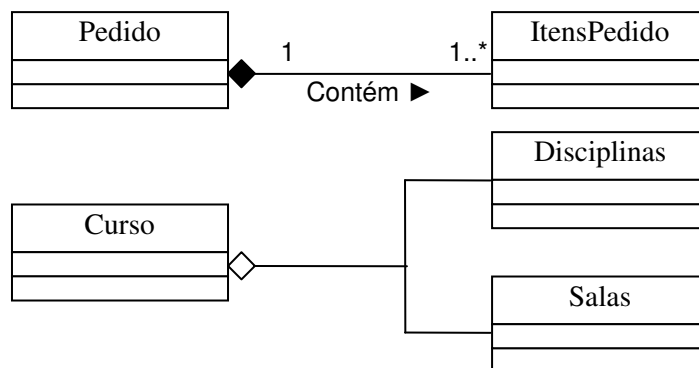 Pedido
1
1..*
ItensPedido
Contém ►
Disciplinas
Curso
Salas